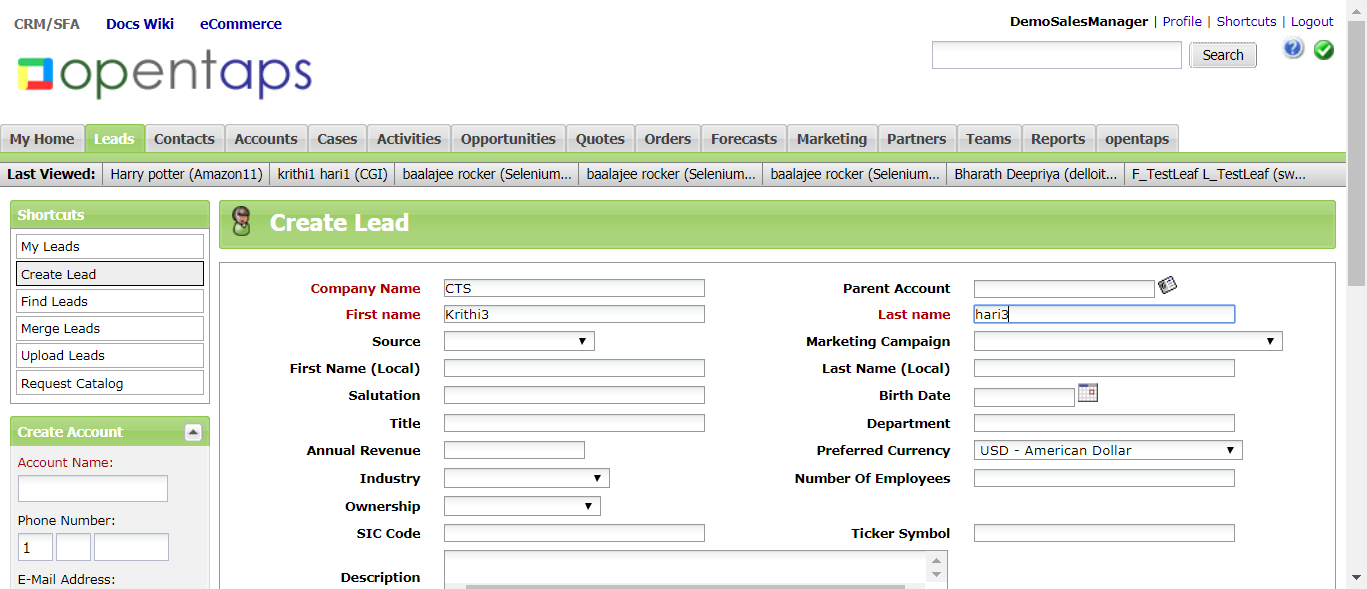 CRM/SFA Docs Wiki eCommerce
DemoSalesManager | Profile | Shortcuts | Logout
opentaps
Search
My Home Leads Contacts Accounts Cases Activities Opportunities Quotes Orders Forecasts Marketing Partners Teams Reports opentaps
Last Viewed: Harry potter (Amazon11) krithi1 hari1 (CGI) baalajee rocker (Selenium... baalajee rocker (Selenium... baalajee rocker (Selenium... Bharath Deepriya (delloit... F_TestLeaf L_TestLeaf (sw...
Shortcuts
My Leads
Create Lead
Find Leads
Merge Leads
Upload Leads
Request Catalog
Create Account
Account Name:
Phone Number:
1
E-Mail Address:
Create Lead
Company Name CTS Parent Account
First name Krithi3 Last name hari3
Source Marketing Campaign
First Name (Local) Last Name (Local)
Salutation Birth Date
Title Department
Annual Revenue Preferred Currency USD - American Dollar
Industry Number Of Employees
Ownership
SIC Code Ticker Symbol
Description